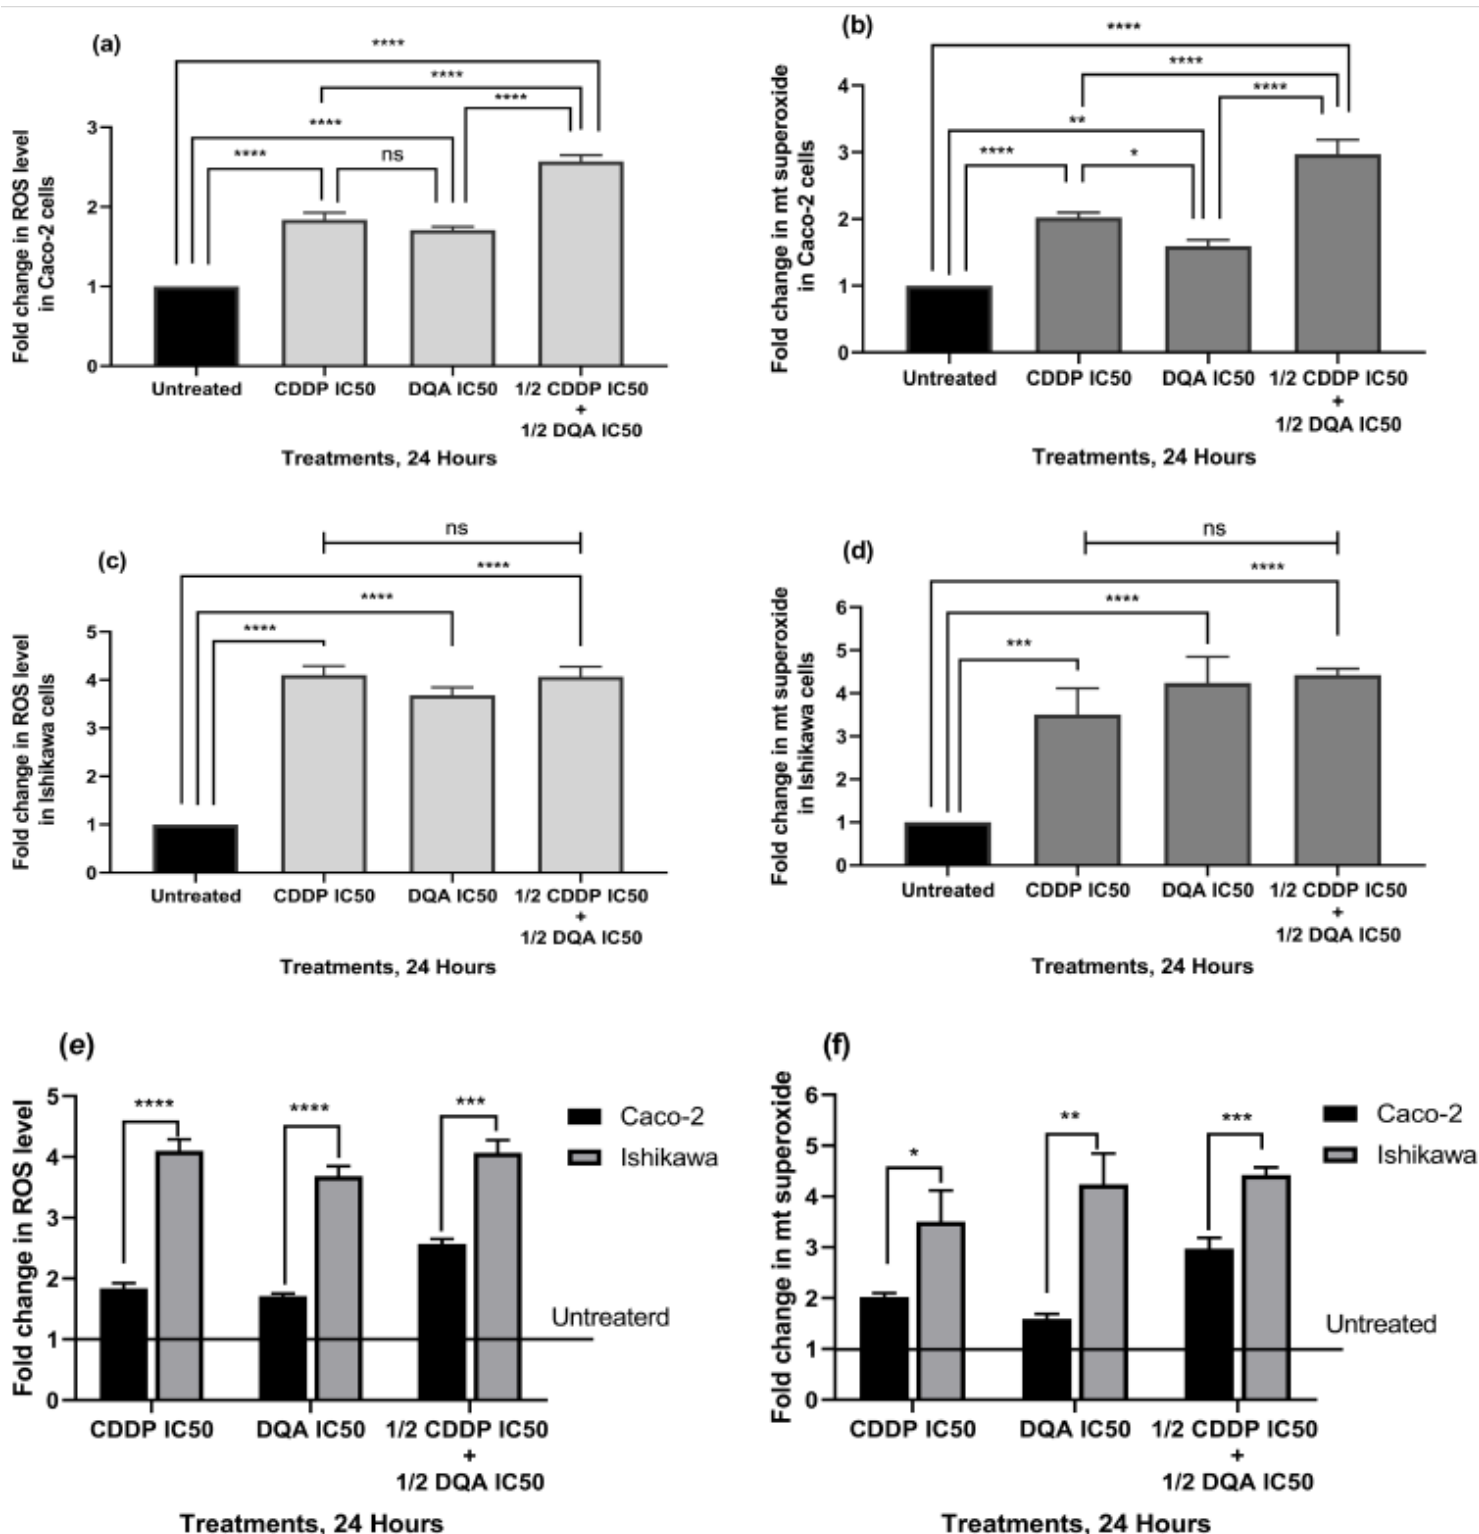 (a)
****
****
****
****
****
ns
Fold change in ROS level
in Caco-2 cells
3
2
1
0
Untreated
CDDP IC50
DQA IC50
1/2 CDDP IC50
+
1/2 DQA IC50
Treatments, 24 Hours
(b)
****
****
****
**
****
*
Fold change in mt superoxide
in Caco-2 cells
4
3
2
1
0
Untreated
CDDP IC50
DQA IC50
1/2 CDDP IC50
+
1/2 DQA IC50
Treatments, 24 Hours
(c)
ns
****
****
****
Fold change in ROS level
in Ishikawa cells
5
4
3
2
1
0
Untreated
CDDP IC50
DQA IC50
1/2 CDDP IC50
+
1/2 DQA IC50
Treatments, 24 Hours
(d)
ns
****
****
***
Fold change in mt superoxide
in Ishikawa cells
6
5
4
3
2
1
0
Untreated
CDDP IC50
DQA IC50
1/2 CDDP IC50
+
1/2 DQA IC50
Treatments, 24 Hours
(e)
****
****
***
Caco-2
Ishikawa
Fold change in ROS level
5
4
3
2
1
0
Untreaterd
CDDP IC50
DQA IC50
1/2 CDDP IC50
+
1/2 DQA IC50
Treatments, 24 Hours
(f)
*
**
***
Caco-2
Ishikawa
Fold change in mt superoxide
6
5
4
3
2
1
0
Untreated
CDDP IC50
DQA IC50
1/2 CDDP IC50
+
1/2 DQA IC50
Treatments, 24 Hours